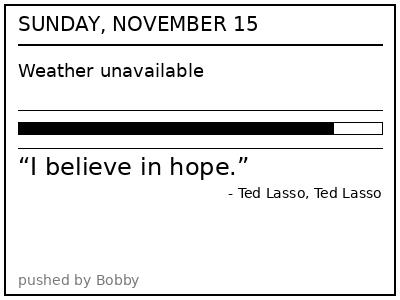 SUNDAY, NOVEMBER 15
Weather unavailable
“I believe in hope.”
- Ted Lasso, Ted Lasso
pushed by Bobby